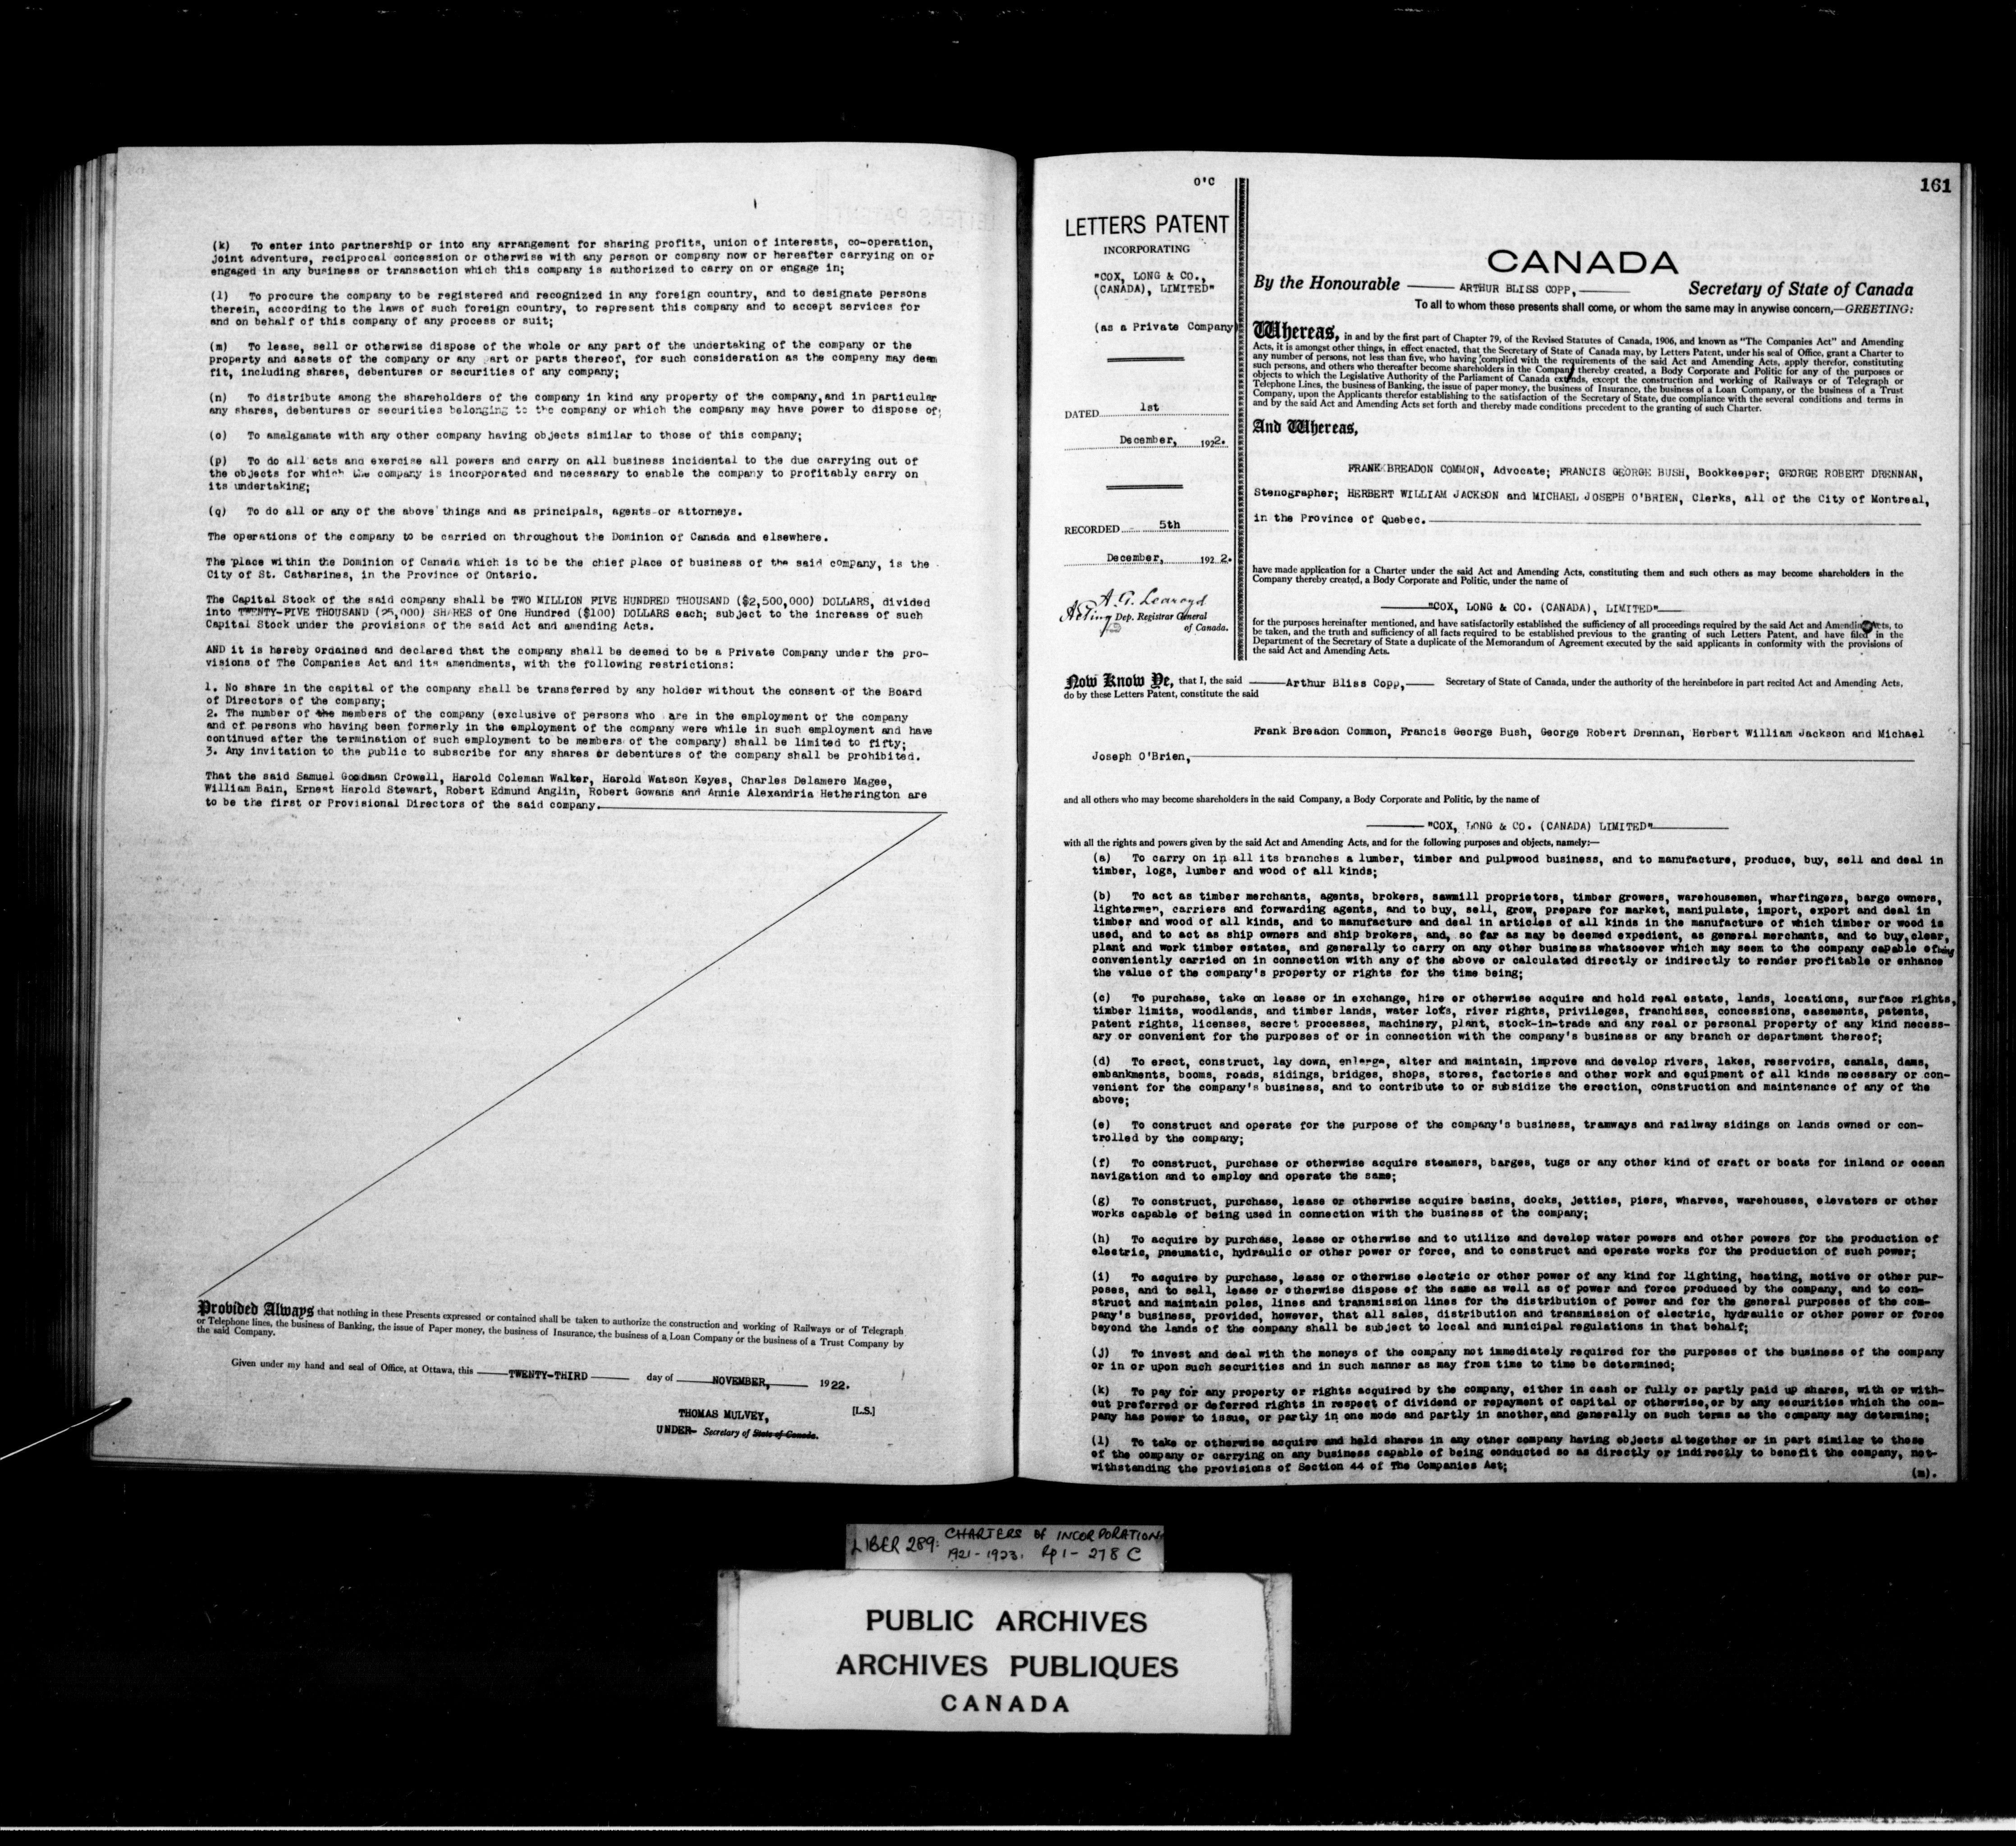 (k) To enter into partnership or into any arrangement for sharing profits, union of interests, co-operation,
joint adventure, reciprocal concession or otherwise with any person or company now or hereafter carrying on or
engaged in any business or transaction which this company is authorized to carry on or engage in;
(l) To procure the company to be registered and recognized in any foreign country, and to designate persons
therein, according to the laws of such foreign country, to represent this company and to accept services for
and on behalf of this company of any process or suit;
(m) To lease, sell or otherwise dispose of the whole or any part of the undertaking of the company or the
property and assets of the company or any art or parts thereof, for such consideration as the company may deem
fit, including shares, debentures or securities of any company;
(n) To distribute among the shareholders of the company in kind any property of the company,and in particular
any shares, debentures or securities belonging to the company or which the company may have power to dispose of;
(o) To amalgamate with any other company having objects similar to those of this company;
(p) To do all acts and exercise all powers and carry on all business incidental to the due carrying out of
the objects for which the company is incorporated and necessary to enable the company to profitably carry on
its undertaking;
(q) To do all or any of the above things and as principals, agents or attorneys.
The operations of the company to be carried on throughout the Dominion of Canada and elsewhere.
The place within the Dominion of Canada which is to be the chief place of business of the said company, is the
City of St. Catharines, in the Province of Ontario.
The Capital Stock of the said company shall be TWO MILLION FIVE HUNDRED THOUSAND ($2,500,000) DOLLARS, divided
into TWENTY-FIVE THOUSAND (25,000) SHARES of One Hundred ($100) DOLLARS each; subject to the increase of such
Capital Stock under the provisions of the said Act and amending Acts.
AND it is hereby ordained and declared that the company shall be deemed to be a Private Company under the pro-
visions of The Companies Act and its amendments, with the following restrictions:
1. No share in the capital of the company shall be transferred by any holder without the consent of the Board
of Directors of the company;
2. The number of the members of the company (exclusive of persons who are in the employment of the company
and of persons who having been formerly in the employment of the company were while in such employment and have
continued after the termination of such employment to be members of the company) shall be limited to fifty;
3. Any invitation to the public to subscribe for any shares or debentures of the company shall be prohibited.
That the said Samuel Goodman Crowell, Harold Coleman Walker, Harold Watson Keyes, Charles Delamere Magee,
William Bain, Ernest Harold Stewart, Robert Edmund Anglin, Robert Gowans and Annie Alexandria Hetherington are
to be the first or Provisional Directors of the said company.
Provided Always that nothing in these Presents expressed or contained shall be taken to authorize the construction and working of Railways or of Telegraph
or Telephone lines, the business of Banking, the issue of Paper money, the business of Insurance, the business of a Loan Company or the business of a Trust Company by
the said Company.
Given under my hand and seal of Office, at Ottawa, this TWENTY-THIRD day of NOVEMBER, 1922.
THOMAS MULVEY, [L.S.]
UNDER- Secretary of State of Canada.
O'C
161
LETTERS PATENT
INCORPORATING
"COX, LONG & CO.,
(CANADA), LIMITED"
(as a Private Company)
DATED 1st
December, 1922.
RECORDED 5th
December, 1922.
A. G. Learoyd
Acting Dep. Registrar General
of Canada.
CANADA
By the Honourable ARTHUR BLISS COPP, Secretary of State of Canada
To all to whom these presents shall come, or whom the same may in anywise concern,—GREETING:
Whereas, in and by the first part of Chapter 79, of the Revised Statutes of Canada, 1906, and known as "The Companies Act" and Amending
Acts, it is amongst other things, in effect enacted, that the Secretary of State of Canada may, by Letters Patent, under his seal of Office, grant a Charter to
any number of persons, not less than five, who having complied with the requirements of the said Act and Amending Acts, apply therefor, constituting
such persons, and others who thereafter become shareholders in the Company thereby created, a Body Corporate and Politic for any of the purposes or
objects to which the Legislative Authority of the Parliament of Canada extends, except the construction and working of Railways or of Telegraph or
Telephone Lines, the business of Banking, the issue of paper money, the business of Insurance, the business of a Loan Company, or the business of a Trust
Company, upon the Applicants therefor establishing to the satisfaction of the Secretary of State, due compliance with the several conditions and terms in
and by the said Act and Amending Acts set forth and thereby made conditions precedent to the granting of such Charter.
And Whereas,
FRANK BREADON COMMON, Advocate; FRANCIS GEORGE BUSH, Bookkeeper; GEORGE ROBERT DRENNAN,
Stenographer; HERBERT WILLIAM JACKSON and MICHAEL JOSEPH O'BRIEN, Clerks, all of the City of Montreal,
in the Province of Quebec.
have made application for a Charter under the said Act and Amending Acts, constituting them and such others as may become shareholders in the
Company thereby created, a Body Corporate and Politic, under the name of
"COX, LONG & CO. (CANADA), LIMITED"
for the purposes hereinafter mentioned, and have satisfactorily established the sufficiency of all proceedings required by the said Act and Amending Acts, to
be taken, and the truth and sufficiency of all facts required to be established previous to the granting of such Letters Patent, and have filed in the
Department of the Secretary of State a duplicate of the Memorandum of Agreement executed by the said applicants in conformity with the provisions of
the said Act and Amending Acts.
Now Know Ye, that I, the said Arthur Bliss Copp, Secretary of State of Canada, under the authority of the hereinbefore in part recited Act and Amending Acts,
do by these Letters Patent, constitute the said
Frank Breadon Common, Francis George Bush, George Robert Drennan, Herbert William Jackson and Michael
Joseph O'Brien,
and all others who may become shareholders in the said Company, a Body Corporate and Politic, by the name of
"COX, LONG & CO. (CANADA) LIMITED"
with all the rights and powers given by the said Act and Amending Acts, and for the following purposes and objects, namely:—
(a) To carry on in all its branches a lumber, timber and pulpwood business, and to manufacture, produce, buy, sell and deal in
timber, logs, lumber and wood of all kinds;
(b) To act as timber merchants, agents, brokers, sawmill proprietors, timber growers, warehousemen, wharfingers, barge owners,
lightermen, carriers and forwarding agents, and to buy, sell, grow, prepare for market, manipulate, import, export and deal in
timber and wood of all kinds, and to manufacture and deal in articles of all kinds in the manufacture of which timber or wood is
used, and to act as ship owners and ship brokers, and, so far as may be deemed expedient, as general merchants, and to buy,clear,
plant and work timber estates, and generally to carry on any other business whatsoever which may seem to the company capable of being
conveniently carried on in connection with any of the above or calculated directly or indirectly to render profitable or enhance
the value of the company's property or rights for the time being;
(c) To purchase, take on lease or in exchange, hire or otherwise acquire and hold real estate, lands, locations, surface rights,
timber limits, woodlands, and timber lands, water lots, river rights, privileges, franchises, concessions, easements, patents,
patent rights, licenses, secret processes, machinery, plant, stock-in-trade and any real or personal property of any kind necess-
ary or convenient for the purposes of or in connection with the company's business or any branch or department thereof;
(d) To erect, construct, lay down, enlarge, alter and maintain, improve and develop rivers, lakes, reservoirs, canals, dams,
embankments, booms, roads, sidings, bridges, shops, stores, factories and other work and equipment of all kinds necessary or con-
venient for the company's business, and to contribute to or subsidize the erection, construction and maintenance of any of the
above;
(e) To construct and operate for the purpose of the company's business, tramways and railway sidings on lands owned or con-
trolled by the company;
(f) To construct, purchase or otherwise acquire steamers, barges, tugs or any other kind of craft or boats for inland or ocean
navigation and to employ and operate the same;
(g) To construct, purchase, lease or otherwise acquire basins, docks, jetties, piers, wharves, warehouses, elevators or other
works capable of being used in connection with the business of the company;
(h) To acquire by purchase, lease or otherwise and to utilize and develop water powers and other powers for the production of
electric, pneumatic, hydraulic or other power or force, and to construct and operate works for the production of such power;
(i) To acquire by purchase, lease or otherwise electric or other power of any kind for lighting, heating, motive or other pur-
poses, and to sell, lease or otherwise dispose of the same as well as of power and force produced by the company, and to con-
struct and maintain poles, lines and transmission lines for the distribution of power and for the general purposes of the com-
pany's business, provided, however, that all sales, distribution and transmission of electric, hydraulic or other power or force
beyond the lands of the company shall be subject to local and municipal regulations in that behalf;
(j) To invest and deal with the moneys of the company not immediately required for the purposes of the business of the company
or in or upon such securities and in such manner as may from time to time be determined;
(k) To pay for any property or rights acquired by the company, either in cash or fully or partly paid up shares, with or with-
out preferred or deferred rights in respect of dividend or repayment of capital or otherwise,or by any securities which the com-
pany has power to issue, or partly in one mode and partly in another,and generally on such terms as the company may determine;
(l) To take or otherwise acquire and hold shares in any other company having objects altogether or in part similar to those
of the company or carrying on any business capable of being conducted so as directly or indirectly to benefit the company, not-
withstanding the provisions of Section 44 of The Companies Act;
(m).
LIBER 289: CHARTERS of INCORPORATION
1921-1923. Pp 1 - 278 C
PUBLIC ARCHIVES
ARCHIVES PUBLIQUES
CANADA